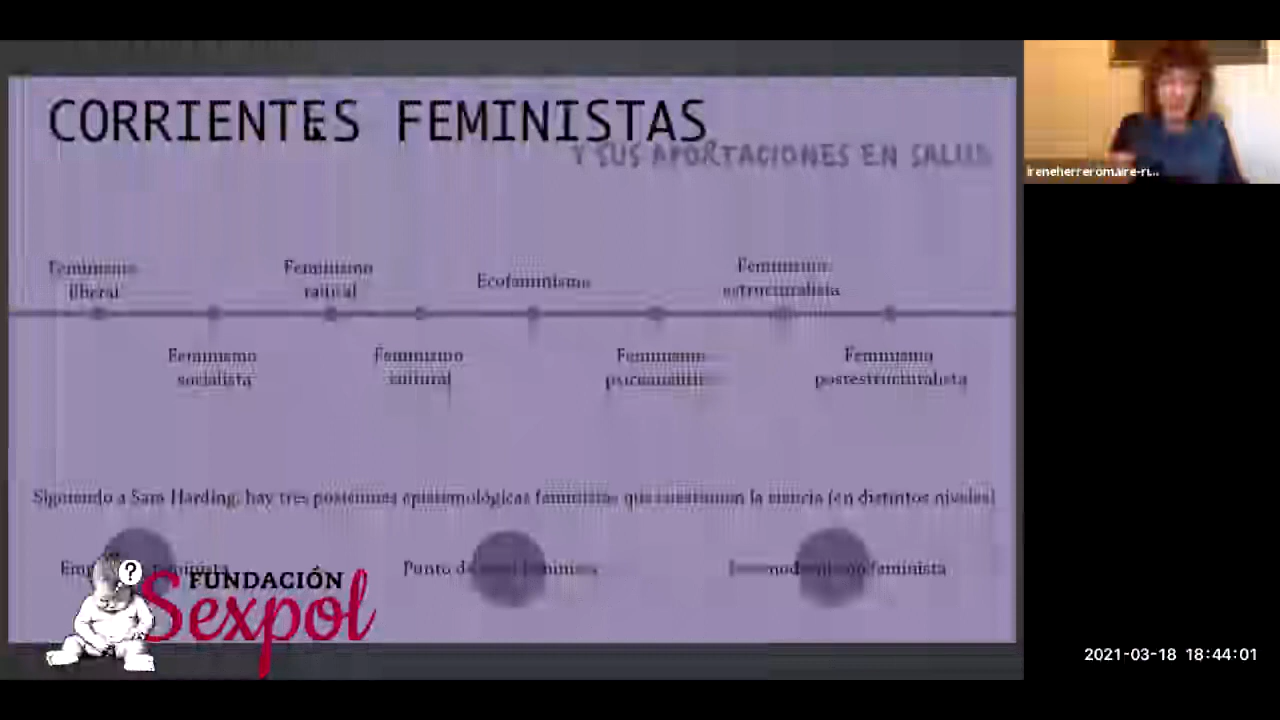 CORRIENTES FEMINISTAS
Y SUS APORTACIONES EN SALUD
Feminismo
liberal
Feminismo
radical
Ecofeminismo
Feminismo
estructuralista
Feminismo
socialista
Feminismo
cultural
Feminismo
Feminismo
postestructuralista
Siguiendo a Harding, hay tres posiciones epistemológicas feministas que cuestionan la ciencia (en distintos niveles)
Punto de feminista
feminista
FUNDACIÓN
Sexpol
?
ireneherreromaire-ri...
2021-03-18 18:44:01